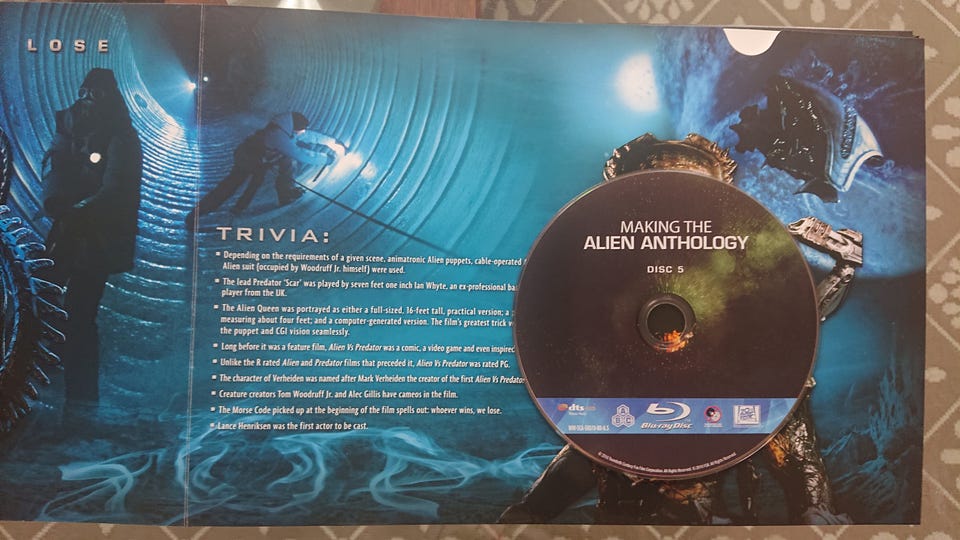 LOSE
TRIVIA:
Depending on the requirements of a given scene, animatronic Alien puppets, cable-operated
Alien suit (occupied by Woodruff Jr. himself) were used.
The lead Predator 'Scar' was played by seven feet one inch Ian Whyte, an ex-professional
player from the UK.
The Alien Queen was portrayed as either a full-sized, 16-feet tall, practical version; a
measuring about four feet; and a computer-generated version. The film's greatest trick
the puppet and CGI vision seamlessly.
Long before it was a feature film, Alien Vs Predator was a comic, a video game and even inspired
Unlike the R rated Alien and Predator films that preceded it, Alien Vs Predator was rated PG.
The character of Verheiden was named after Mark Verheiden the creator of the first Alien Vs Predator
Creature creators Tom Woodruff Jr. and Alec Gillis have cameos in the film.
The Morse Code picked up at the beginning of the film spells out: whoever wins, we lose.
Lance Henriksen was the first actor to be cast.
MAKING THE
ALIEN ANTHOLOGY
DISC 5
dts
ABC
Blu-ray Disc